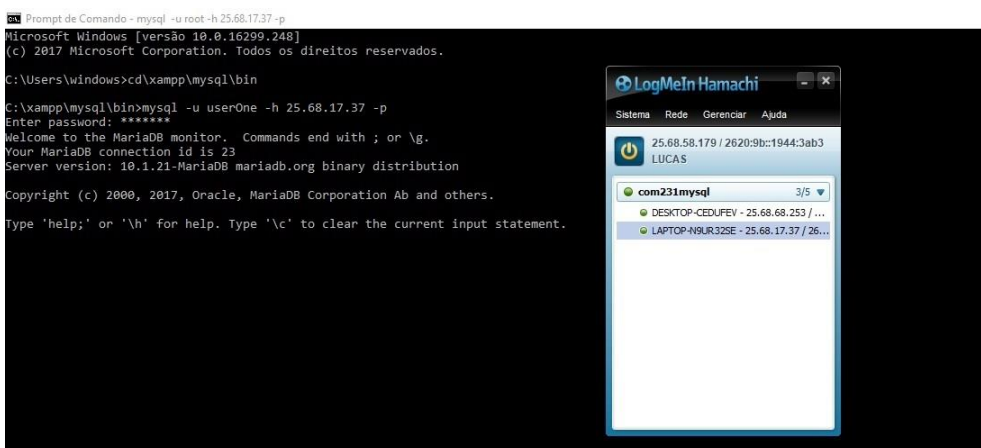 Prompt de Comando - mysql -u root -h 25.68.17.37 -p
Microsoft Windows [versão 10.0.16299.248]
(c) 2017 Microsoft Corporation. Todos os direitos reservados.
C:\Users\windows>cd\xampp\mysql\bin
C:\xampp\mysql\bin>mysql -u userOne -h 25.68.17.37 -p
Enter password: *******
Welcome to the MariaDB monitor.  Commands end with ; or \g.
Your MariaDB connection id is 23
Server version: 10.1.21-MariaDB mariadb.org binary distribution
Copyright (c) 2000, 2017, Oracle, MariaDB Corporation Ab and others.
Type 'help;' or '\h' for help. Type '\c' to clear the current input statement.
LogMeIn Hamachi
Sistema Rede Gerenciar Ajuda
25.68.58.179 / 2620:9b::1944:3ab3
LUCAS
com231mysql 3/5
DESKTOP-CEDUFEV - 25.68.68.253 / ...
LAPTOP-N9UR32SE - 25.68.17.37 / 26...